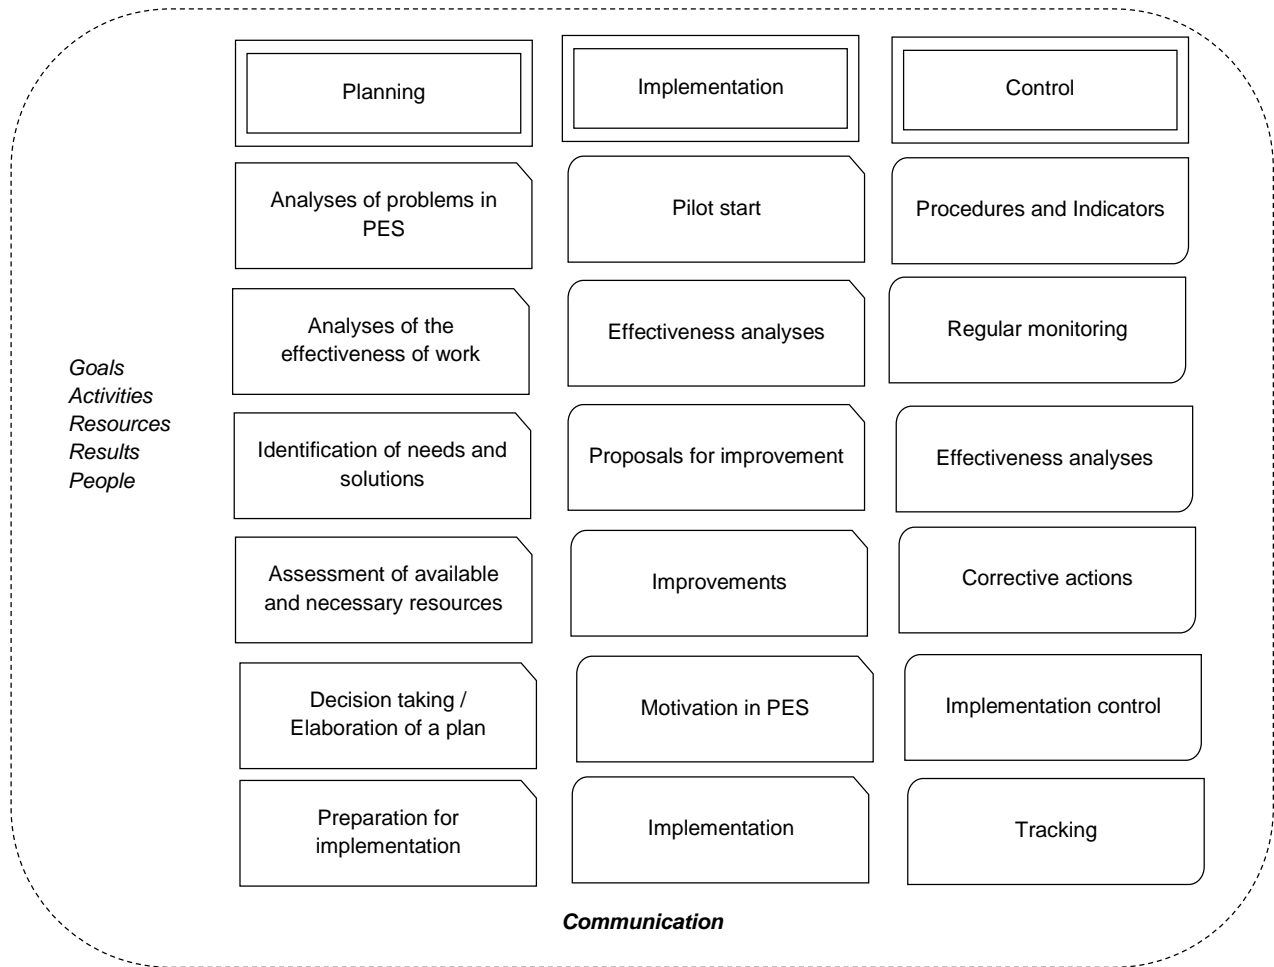 Planning
Implementation
Control
Analyses of problems in
PES
Pilot start
Procedures and Indicators
Analyses of the
effectiveness of work
Effectiveness analyses
Regular monitoring
Goals
Activities
Resources
Results
People
Identification of needs and
solutions
Proposals for improvement
Effectiveness analyses
Assessment of available
and necessary resources
Improvements
Corrective actions
Decision taking /
Elaboration of a plan
Motivation in PES
Implementation control
Preparation for
implementation
Implementation
Tracking
Communication